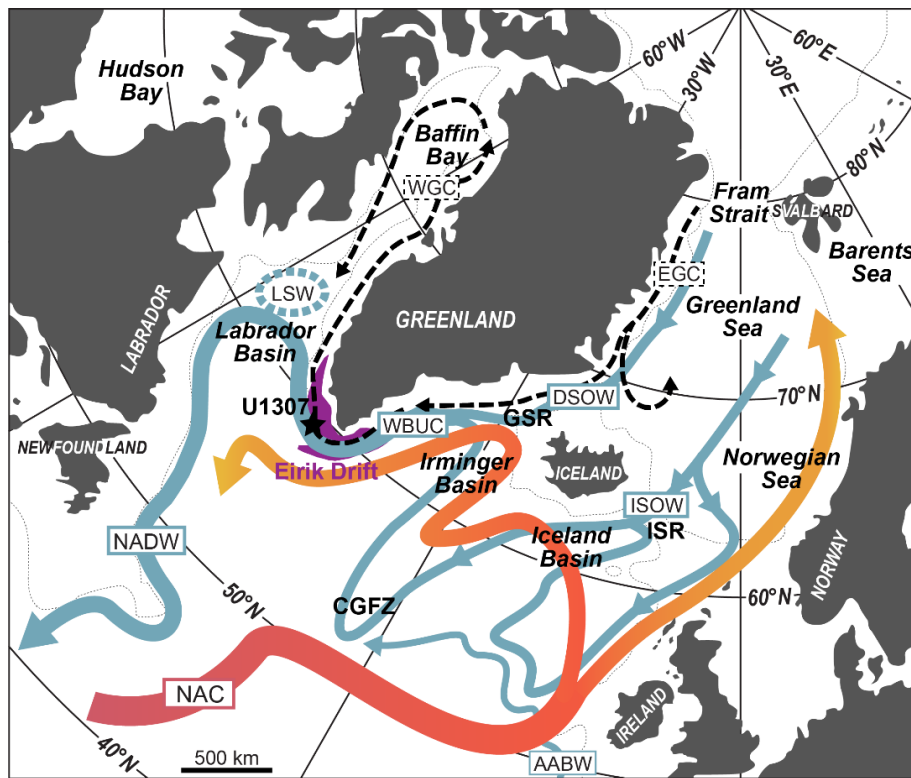 60°W
60°E
30°W
30°E
Hudson
Bay
Baffin
Bay
80°N
WGC
Fram
Strait
SVALBARD
Barents
Sea
EGC
LSW
GREENLAND
Greenland
Sea
LABRADOR
Labrador
Basin
DSOW
70°N
U1307
WBUC
GSR
NEWFOUNDLAND
Eirik Drift
Irminger
Basin
ICELAND
Norwegian
Sea
ISOW
NADW
Iceland
Basin
ISR
NORWAY
50°N
CGFZ
60°N
NAC
IRELAND
40°N
500 km
AABW